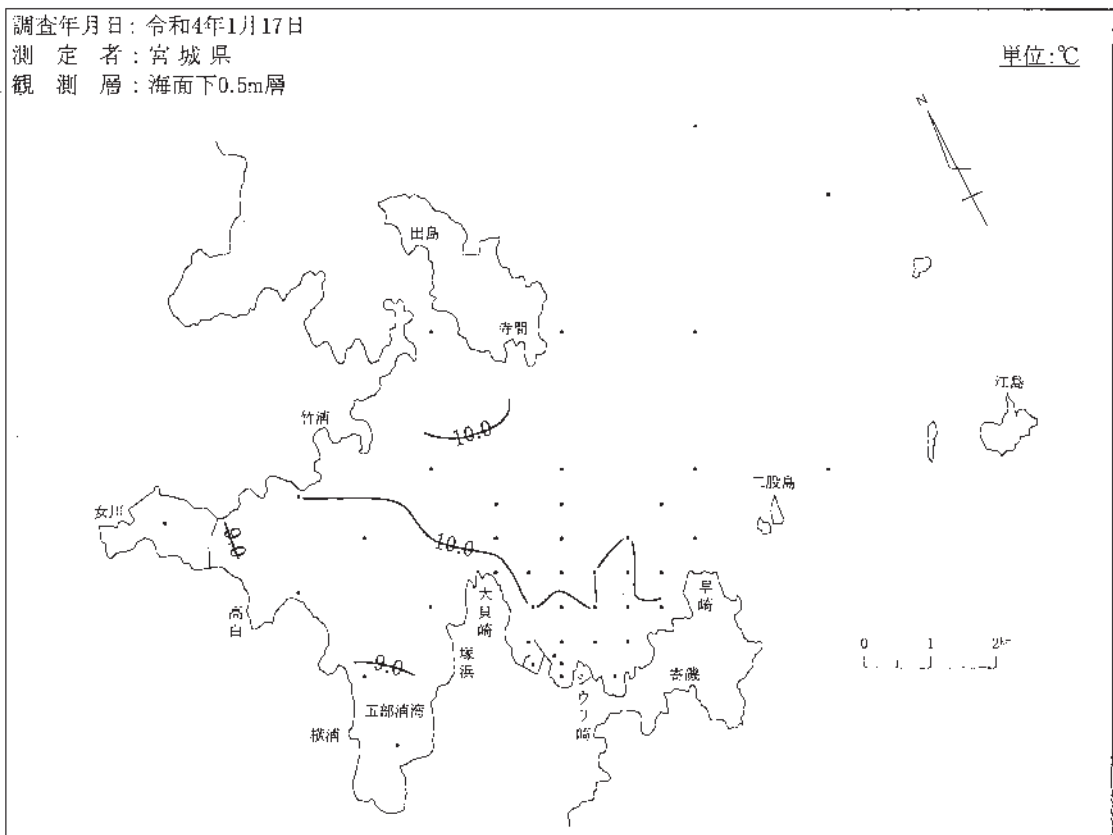 調査年月日：令和4年1月17日
測定者：宮城県
観測層：海面下0.5m層
単位：℃
N
出島
寺間
江島
竹浦
10.0
二股島
女川
9.0
10.0
高白
大貝崎
早崎
塚浜
9.0
五部浦湾
横浦
シウリ崎
寄磯
0 1 2km